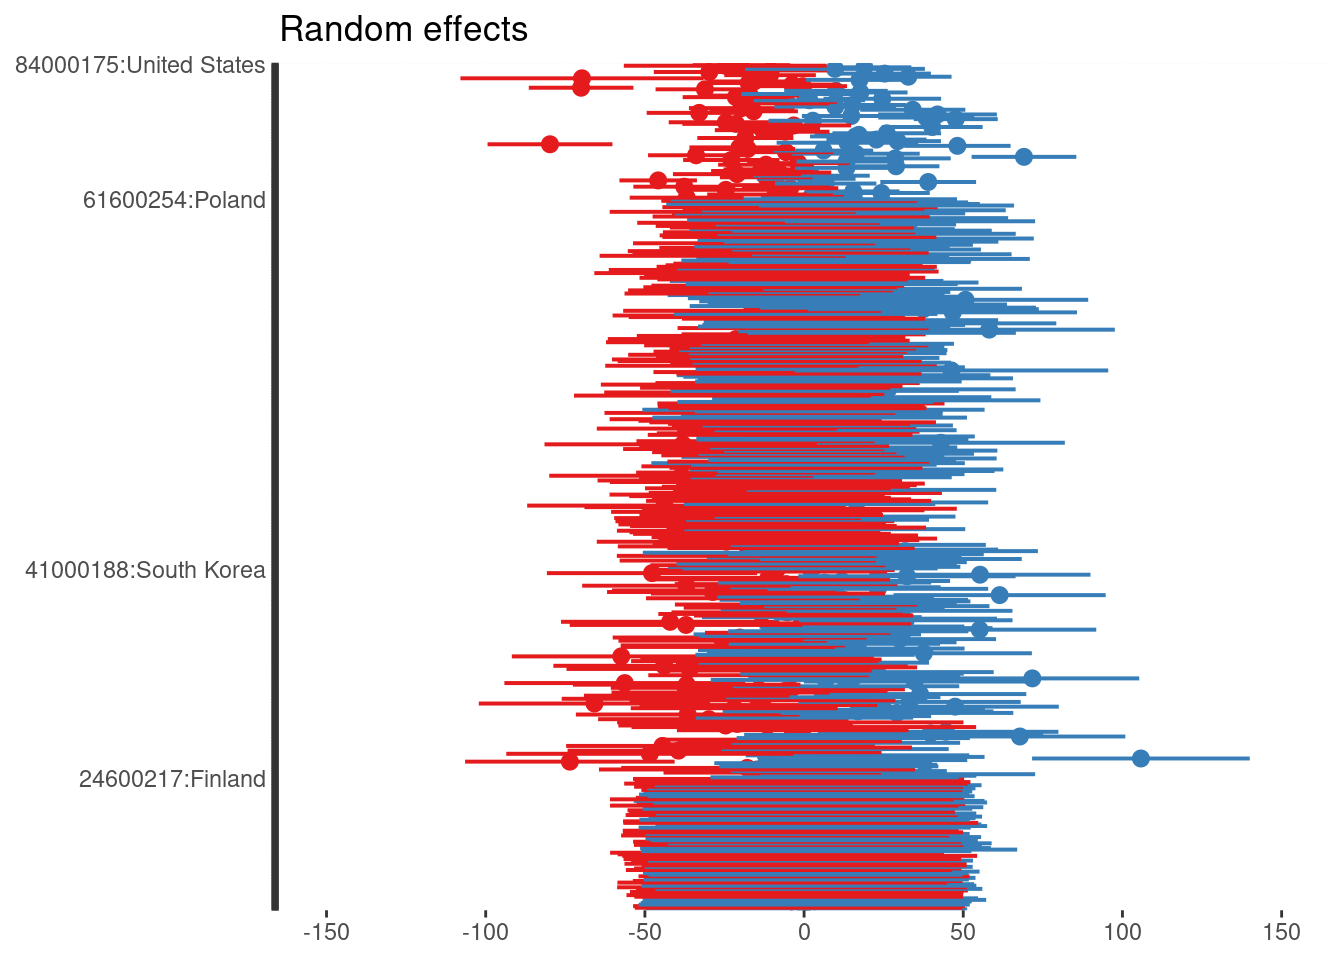 Random effects
84000175:United States
61600254:Poland
41000188:South Korea
24600217:Finland
-150 -100 -50 0 50 100 150